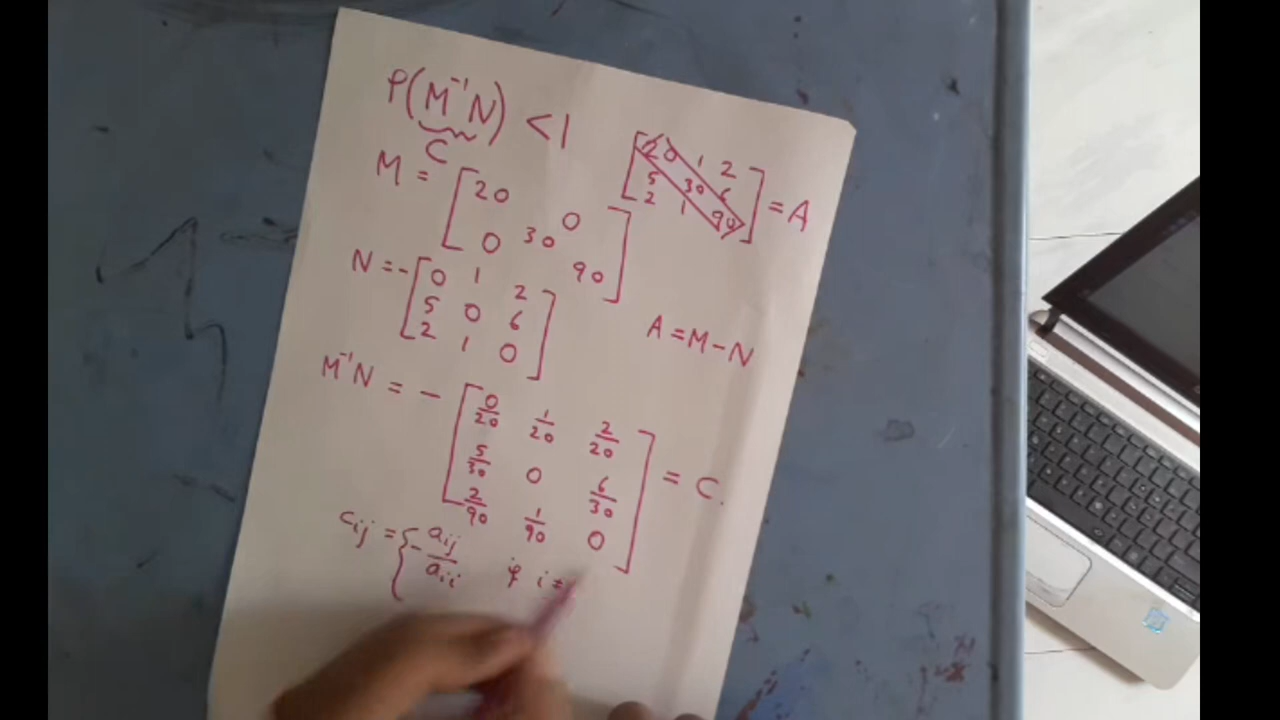 ρ(M⁻¹N) < 1
C
[20 1 2
5 30 6
2 1 90] = A
M = [20 0
0 30
90]
N = -[0 1 2
5 0 6
2 1 0]
A = M - N
M⁻¹N = - [0/20 1/20 2/20
5/30 0 6/30
2/90 1/90 0] = C.
cij = { - aij/aii if i ≠